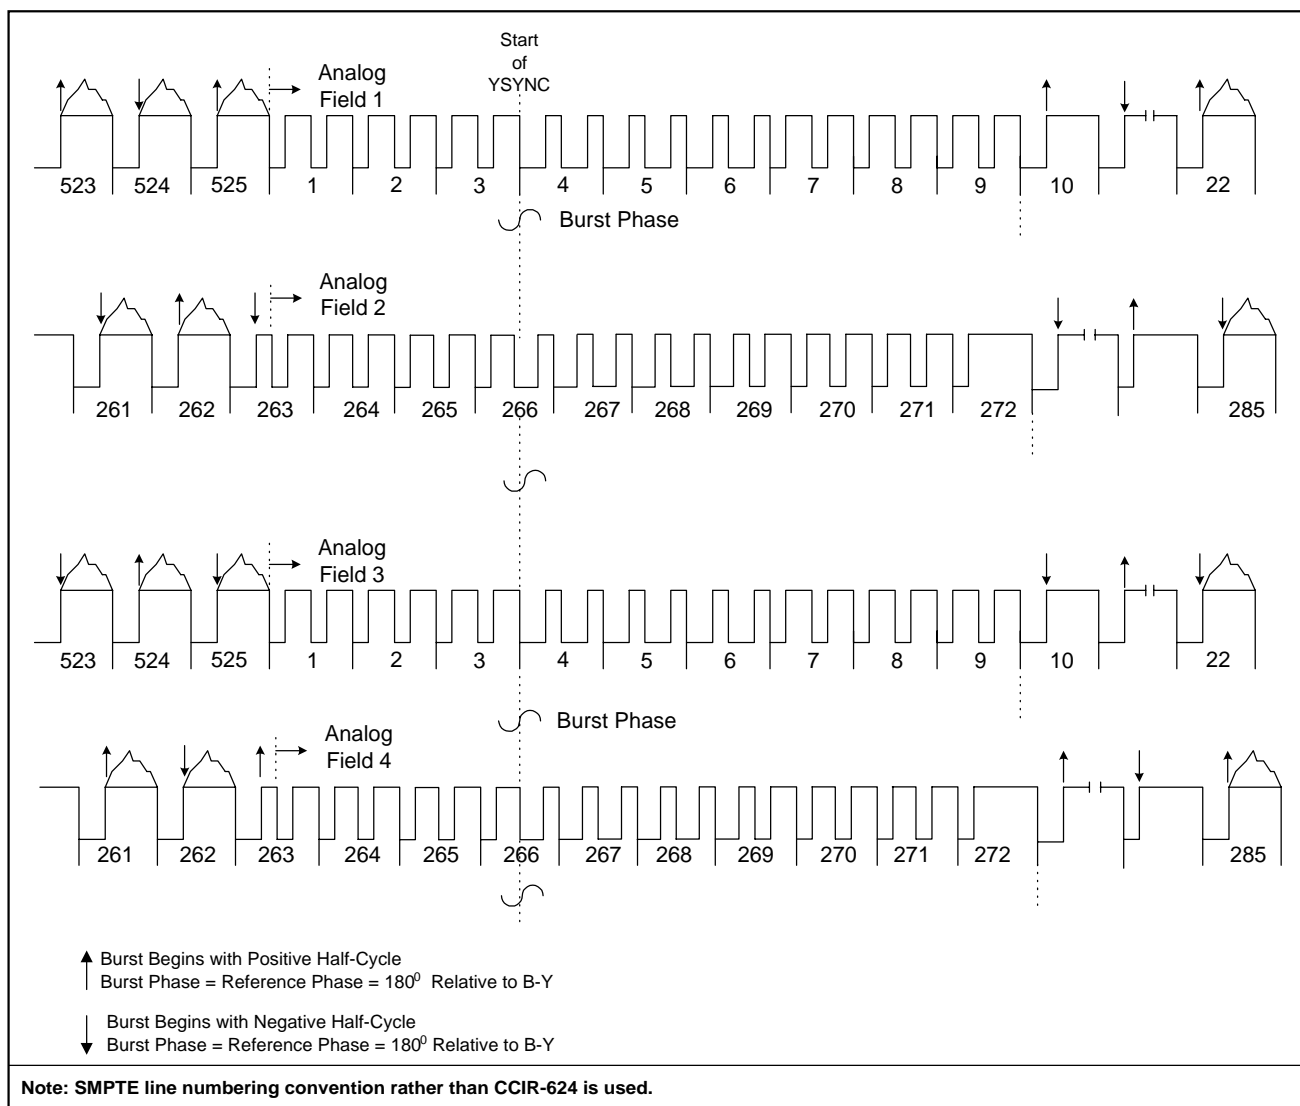 Start
of
YSYNC
Analog
Field 1
523 524 525 1 2 3 4 5 6 7 8 9 10 22
Burst Phase
Analog
Field 2
261 262 263 264 265 266 267 268 269 270 271 272 285
Analog
Field 3
523 524 525 1 2 3 4 5 6 7 8 9 10 22
Burst Phase
Analog
Field 4
261 262 263 264 265 266 267 268 269 270 271 272 285
Burst Begins with Positive Half-Cycle
Burst Phase = Reference Phase = 180⁰ Relative to B-Y
Burst Begins with Negative Half-Cycle
Burst Phase = Reference Phase = 180⁰ Relative to B-Y
Note: SMPTE line numbering convention rather than CCIR-624 is used.